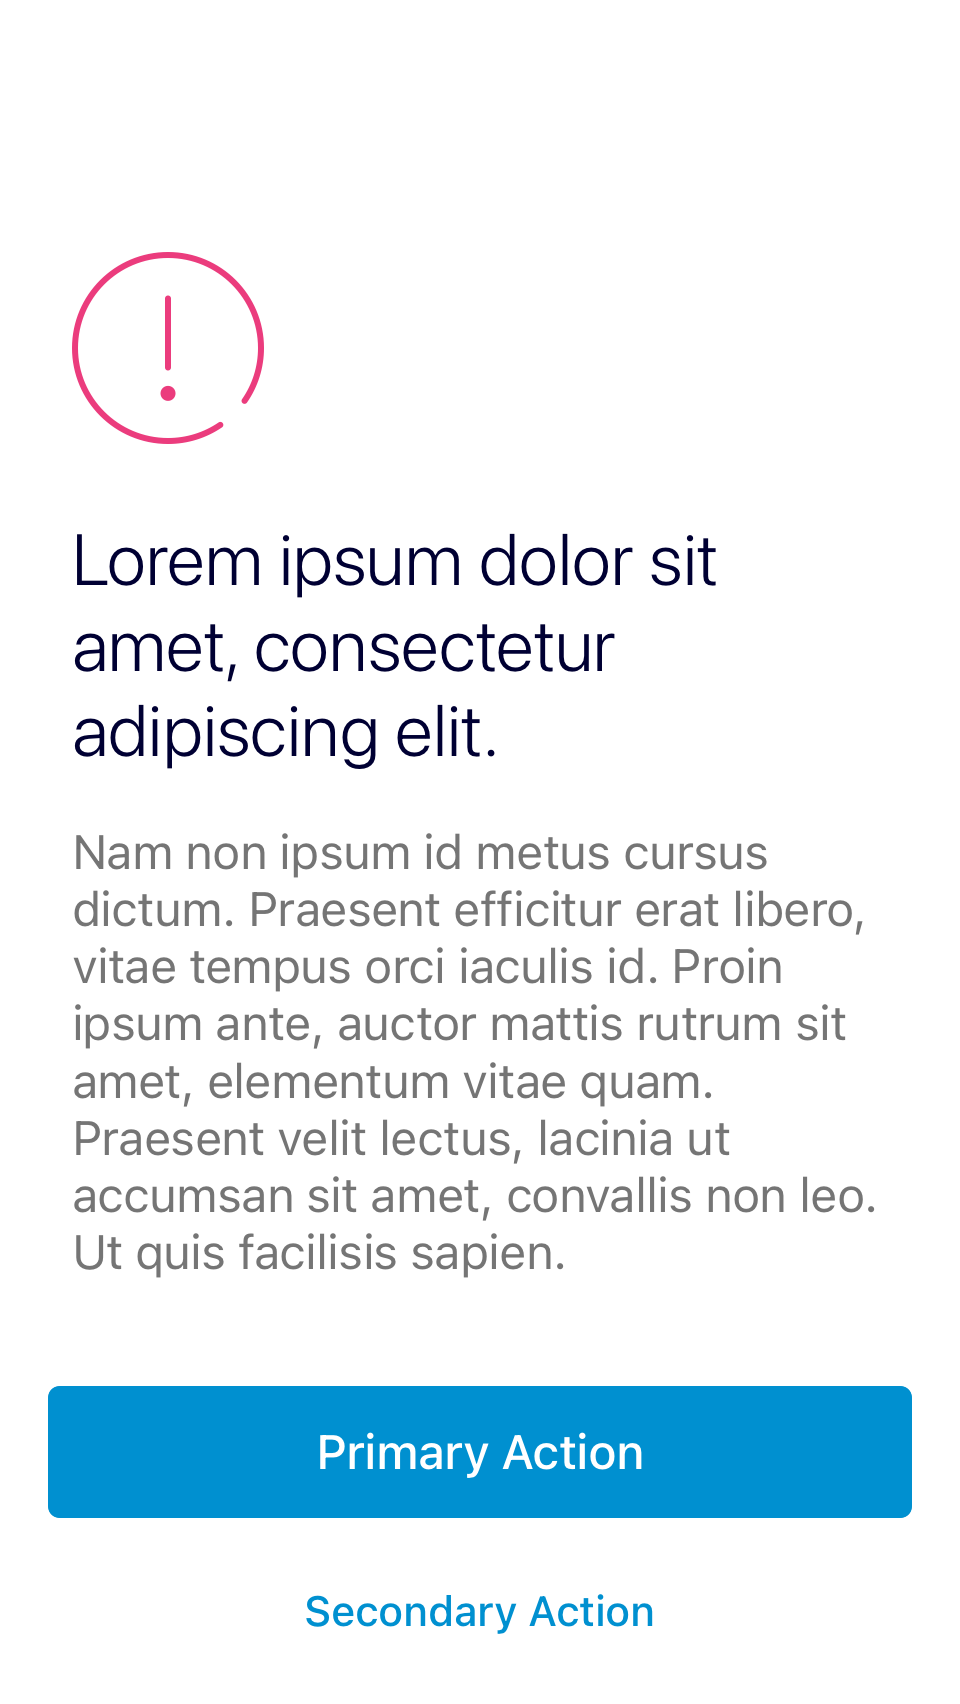 Lorem ipsum dolor sit
amet, consectetur
adipiscing elit.
Nam non ipsum id metus cursus
dictum. Praesent efficitur erat libero,
vitae tempus orci iaculis id. Proin
ipsum ante, auctor mattis rutrum sit
amet, elementum vitae quam.
Praesent velit lectus, lacinia ut
accumsan sit amet, convallis non leo.
Ut quis facilisis sapien.
Primary Action
Secondary Action